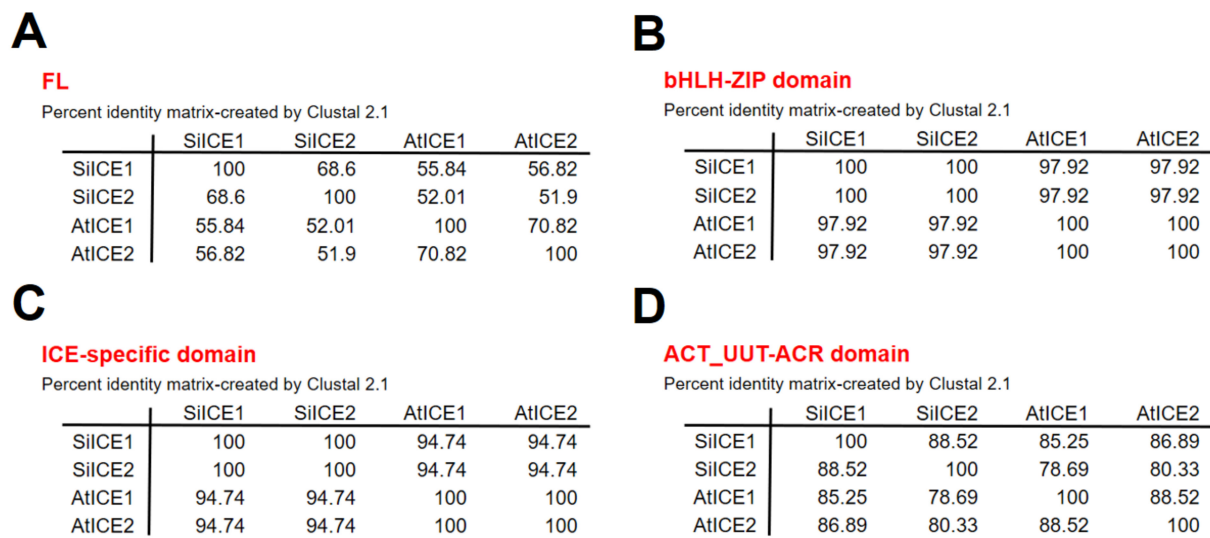 A
FL
Percent identity matrix-created by Clustal 2.1
SiICE1 SiICE2 AtICE1 AtICE2
SiICE1 100 68.6 55.84 56.82
SiICE2 68.6 100 52.01 51.9
AtICE1 55.84 52.01 100 70.82
AtICE2 56.82 51.9 70.82 100
B
bHLH-ZIP domain
Percent identity matrix-created by Clustal 2.1
SiICE1 SiICE2 AtICE1 AtICE2
SiICE1 100 100 97.92 97.92
SiICE2 100 100 97.92 97.92
AtICE1 97.92 97.92 100 100
AtICE2 97.92 97.92 100 100
C
ICE-specific domain
Percent identity matrix-created by Clustal 2.1
SiICE1 SiICE2 AtICE1 AtICE2
SiICE1 100 100 94.74 94.74
SiICE2 100 100 94.74 94.74
AtICE1 94.74 94.74 100 100
AtICE2 94.74 94.74 100 100
D
ACT_UUT-ACR domain
Percent identity matrix-created by Clustal 2.1
SiICE1 SiICE2 AtICE1 AtICE2
SiICE1 100 88.52 85.25 86.89
SiICE2 88.52 100 78.69 80.33
AtICE1 85.25 78.69 100 88.52
AtICE2 86.89 80.33 88.52 100